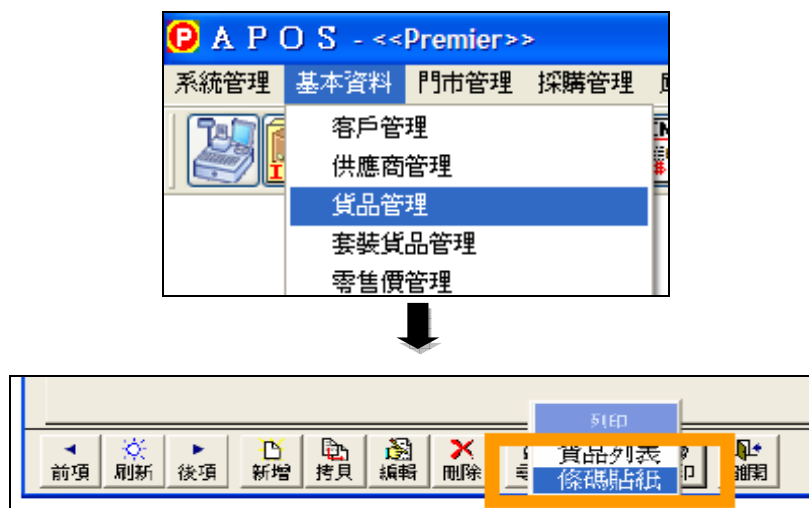 A P O S - <<Premier>>
系統管理 基本資料 門市管理 採購管理
客戶管理
供應商管理
貨品管理
套裝貨品管理
零售價管理
列印
貨品列表
條碼貼紙
前項 刷新 後項 新增 拷貝 編輯 刪除 離開